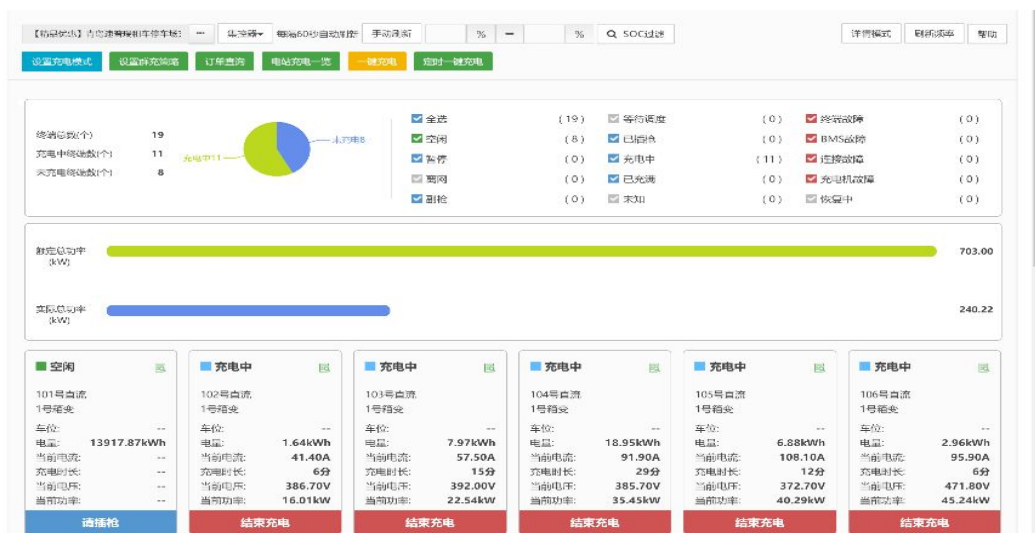 集控器 每隔60秒自动刷新 手动刷新 % − % SOC过滤 详情模式 刷新频率 帮助
设置充电模式 设置群充策略 订单查询 电站充电一览 一键充电 定时一键充电
终端总数(个) 19
充电中终端数(个) 11
未充电终端数(个) 8
充电中11 未充电8
全选 (19) 等待调度 (0) 终端故障 (0)
空闲 (8) 已插枪 (0) BMS故障 (0)
暂停 (0) 充电中 (11) 连接故障 (0)
离网 (0) 已充满 (0) 充电机故障 (0)
副枪 (0) 未知 (0) 恢复中 (0)
额定总功率 703.00
(kW)
实际总功率 240.22
(kW)
空闲 充电中 充电中 充电中 充电中 充电中
101号直流 102号直流 103号直流 104号直流 105号直流 106号直流
1号箱变 1号箱变 1号箱变 1号箱变 1号箱变 1号箱变
车位: -- 车位: -- 车位: -- 车位: -- 车位: -- 车位: --
电量: 13917.87kWh 电量: 1.64kWh 电量: 7.97kWh 电量: 18.95kWh 电量: 6.88kWh 电量: 2.96kWh
当前电流: -- 当前电流: 41.40A 当前电流: 57.50A 当前电流: 91.90A 当前电流: 108.10A 当前电流: 95.90A
充电时长: -- 充电时长: 6分 充电时长: 15分 充电时长: 29分 充电时长: 12分 充电时长: 6分
当前电压: -- 当前电压: 386.70V 当前电压: 392.00V 当前电压: 385.70V 当前电压: 372.70V 当前电压: 471.80V
当前功率: -- 当前功率: 16.01kW 当前功率: 22.54kW 当前功率: 35.45kW 当前功率: 40.29kW 当前功率: 45.24kW
请插枪 结束充电 结束充电 结束充电 结束充电 结束充电